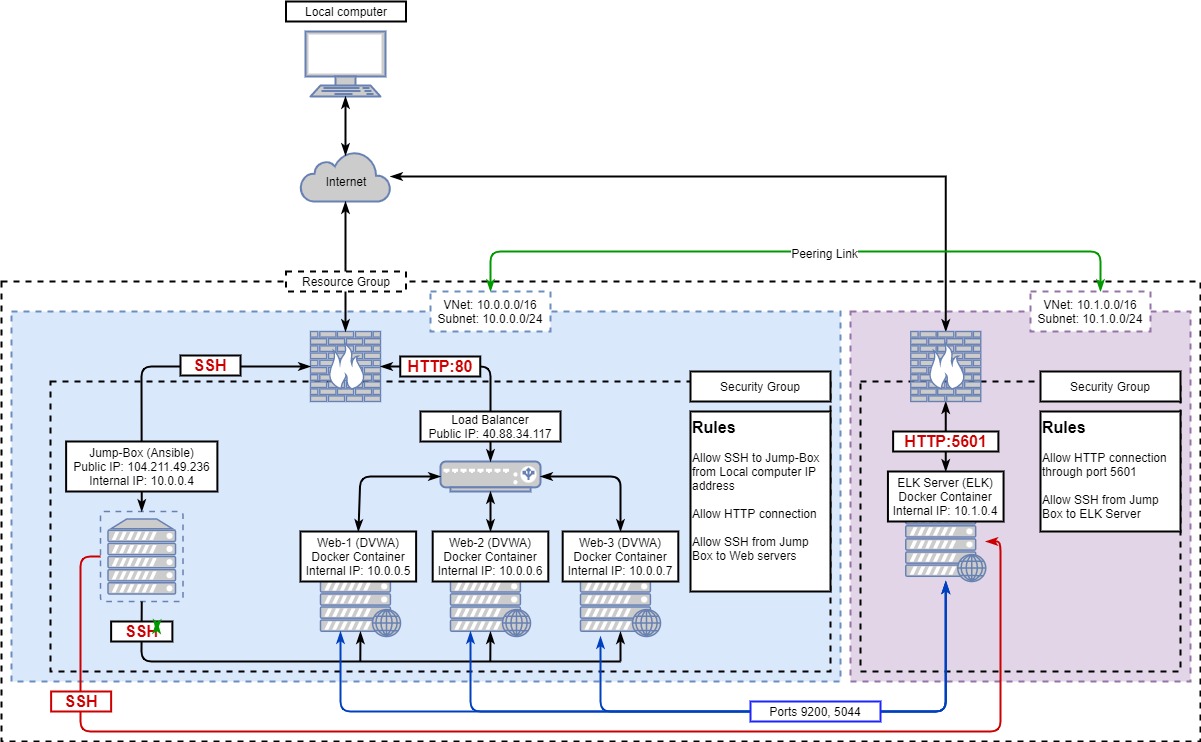 Local computer
Internet
Peering Link
Resource Group
VNet: 10.0.0.0/16
Subnet: 10.0.0.0/24
VNet: 10.1.0.0/16
Subnet: 10.1.0.0/24
SSH
HTTP:80
Security Group
Rules
Allow SSH to Jump-Box
from Local computer IP
address
Allow HTTP connection
Allow SSH from Jump
Box to Web servers
Load Balancer
Public IP: 40.88.34.117
Jump-Box (Ansible)
Public IP: 104.211.49.236
Internal IP: 10.0.0.4
Web-1 (DVWA)
Docker Container
Internal IP: 10.0.0.5
Web-2 (DVWA)
Docker Container
Internal IP: 10.0.0.6
Web-3 (DVWA)
Docker Container
Internal IP: 10.0.0.7
SSH
Security Group
Rules
Allow HTTP connection
through port 5601
Allow SSH from Jump
Box to ELK Server
HTTP:5601
ELK Server (ELK)
Docker Container
Internal IP: 10.1.0.4
SSH
Ports 9200, 5044